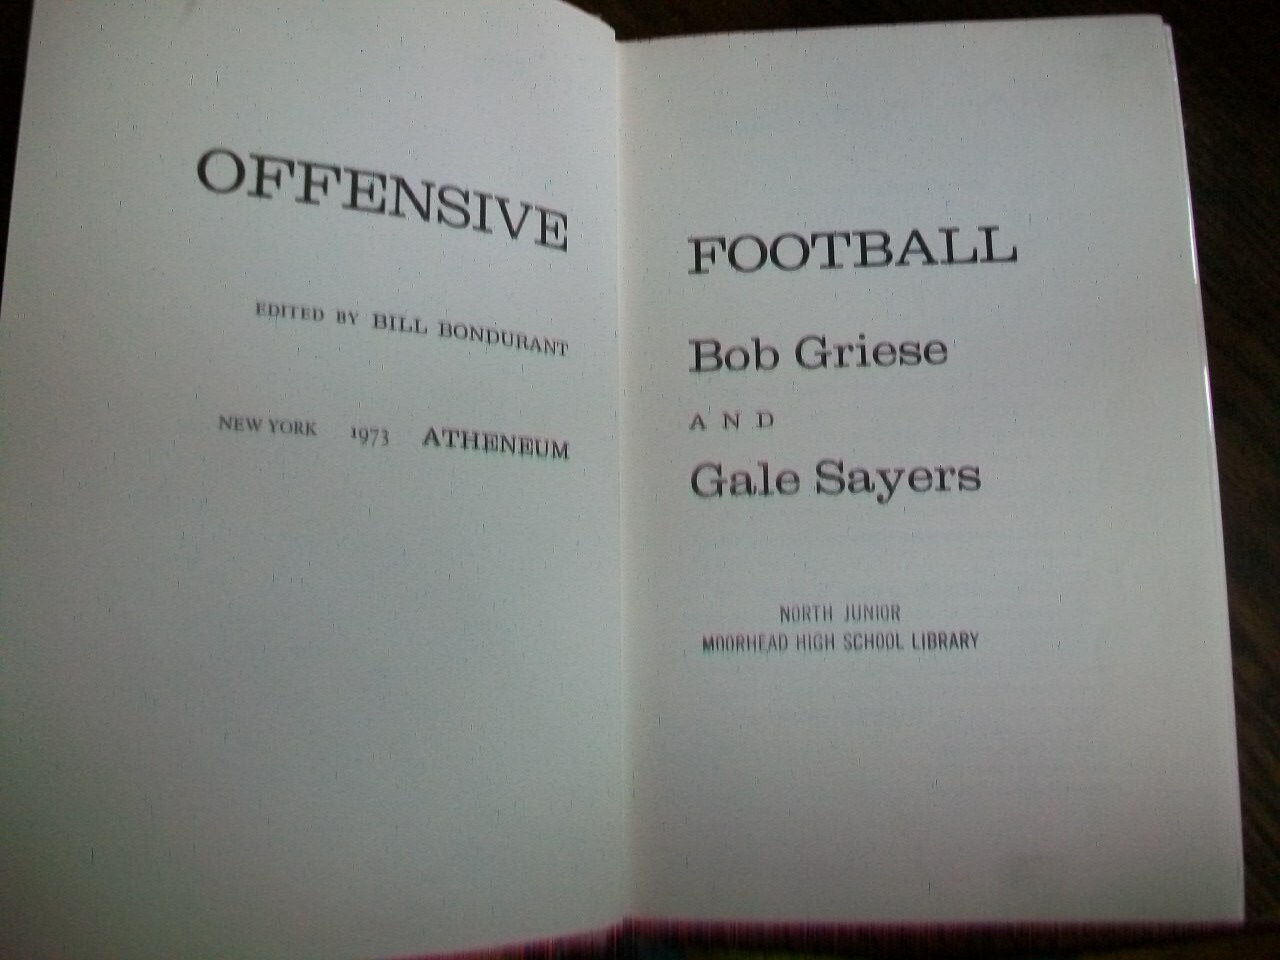 OFFENSIVE
EDITED BY BILL BONDURANT
NEW YORK 1973 ATHENEUM
FOOTBALL
Bob Griese
AND
Gale Sayers
NORTH JUNIOR
MOORHEAD HIGH SCHOOL LIBRARY